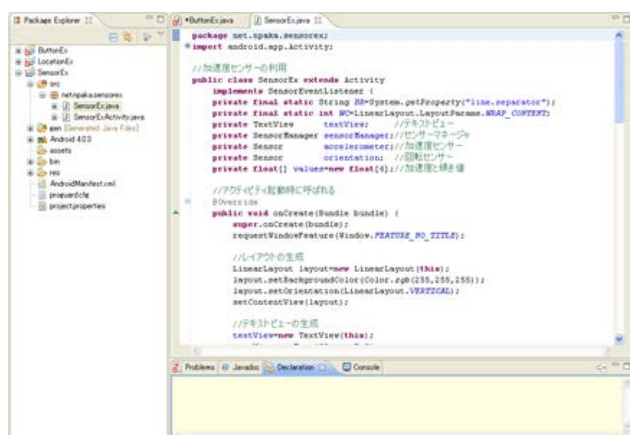 Package Explorer
ButtonEx
LocationEx
SensorEx
src
net.npaka.sensorex
SensorEx.java
SensorExActivity.java
gen [Generated Java Files]
Android 4.0.3
assets
bin
res
AndroidManifest.xml
proguard.cfg
project.properties
*ButtonEx.java
SensorEx.java
package net.npaka.sensorex;
import android.app.Activity;
//加速度センサーの利用
public class SensorEx extends Activity
implements SensorEventListener {
private final static String BR=System.getProperty("line.separator");
private final static int WC=LinearLayout.LayoutParams.WRAP_CONTENT;
private TextView textView; //テキストビュー
private SensorManager sensorManager;//センサーマネージャ
private Sensor accelerometer;//加速度センサー
private Sensor orientation; //回転センサー
private float[] values=new float[6];//加速度と傾き値
//アクティビティ起動時に呼ばれる
@Override
public void onCreate(Bundle bundle) {
super.onCreate(bundle);
requestWindowFeature(Window.FEATURE_NO_TITLE);
//レイアウトの生成
LinearLayout layout=new LinearLayout(this);
layout.setBackgroundColor(Color.rgb(255,255,255));
layout.setOrientation(LinearLayout.VERTICAL);
setContentView(layout);
//テキストビューの生成
textView=new TextView(this);
Problems
Javadoc
Declaration
Console